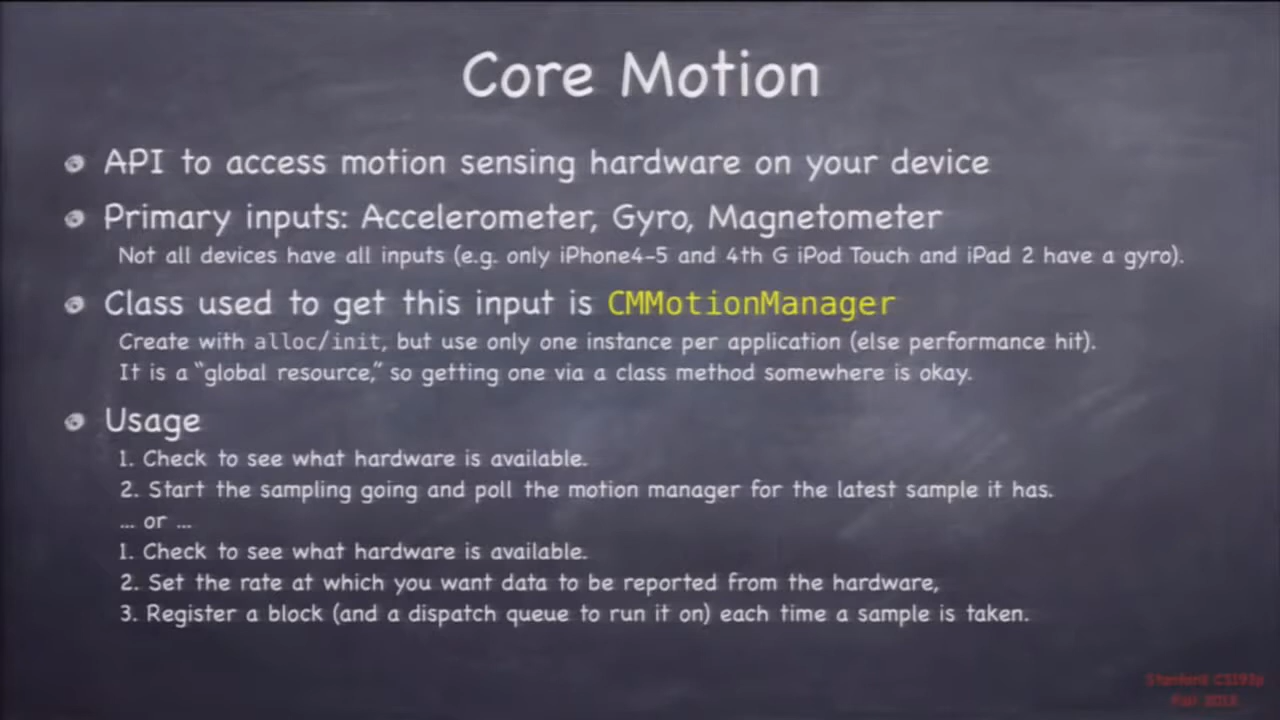 Core Motion
API to access motion sensing hardware on your device
Primary inputs: Accelerometer, Gyro, Magnetometer
Not all devices have all inputs (e.g. only iPhone4-5 and 4th G iPod Touch and iPad 2 have a gyro).
Class used to get this input is CMMotionManager
Create with alloc/init, but use only one instance per application (else performance hit).
It is a “global resource,” so getting one via a class method somewhere is okay.
Usage
1. Check to see what hardware is available.
2. Start the sampling going and poll the motion manager for the latest sample it has.
... or ...
1. Check to see what hardware is available.
2. Set the rate at which you want data to be reported from the hardware,
3. Register a block (and a dispatch queue to run it on) each time a sample is taken.
Stanford CS193p
Fall